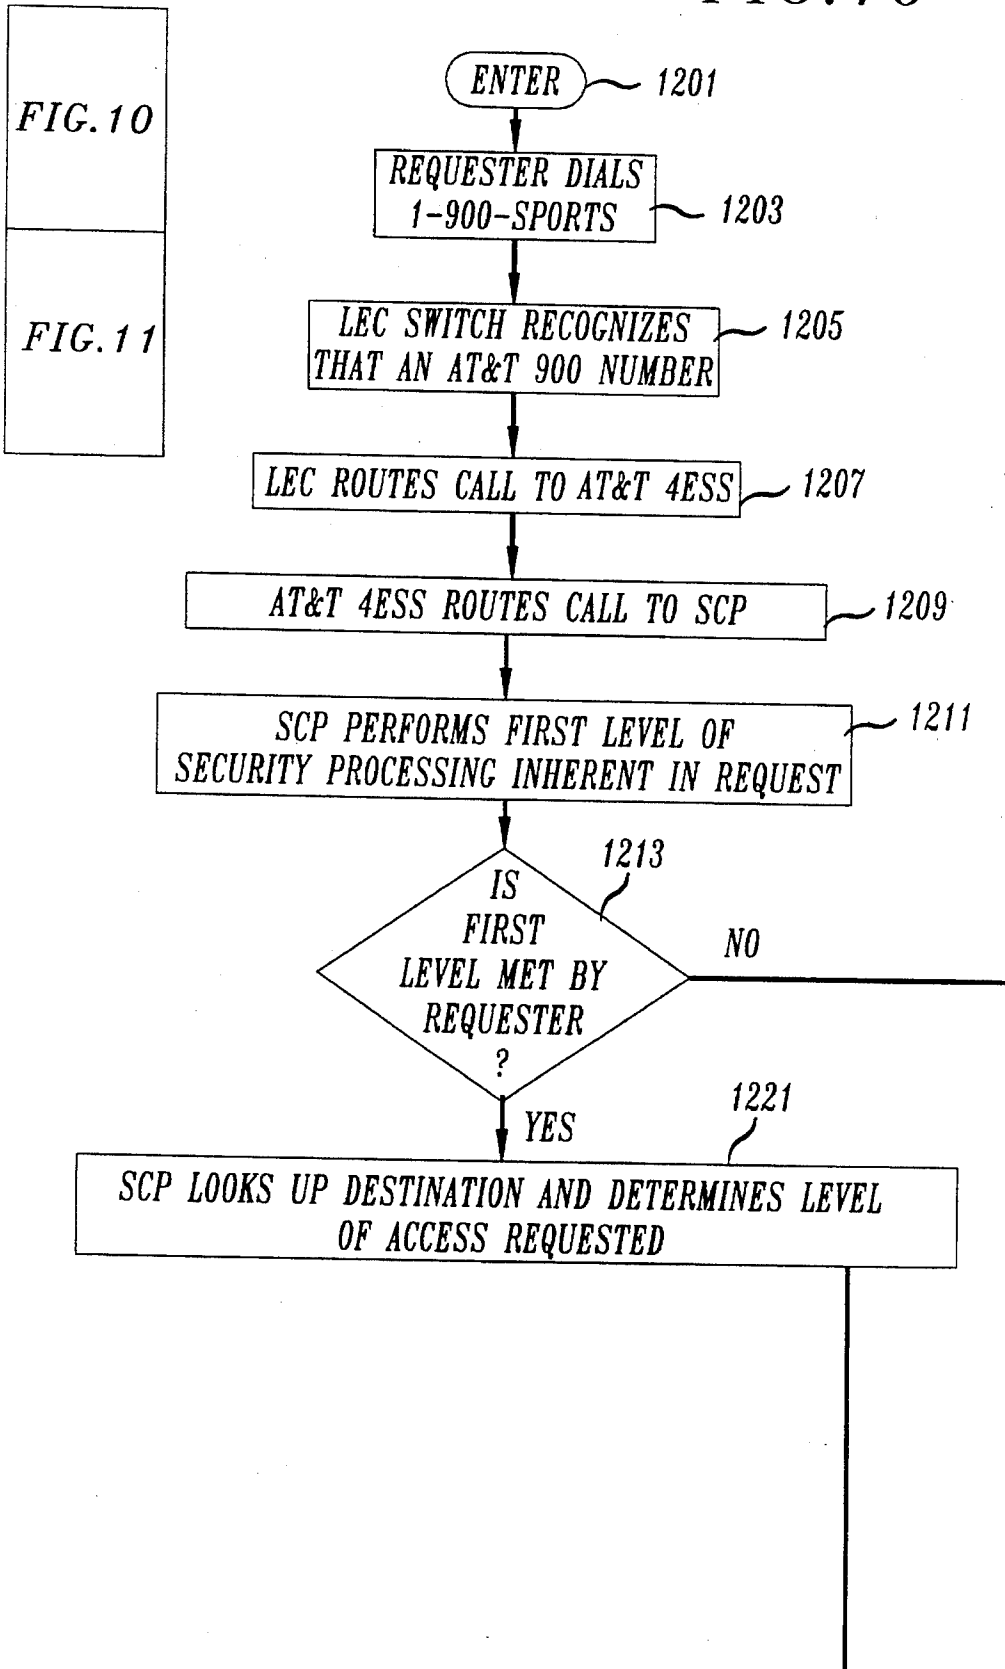 FIG.10
FIG.11
ENTER
1201
REQUESTER DIALS
1-900-SPORTS
1203
LEC SWITCH RECOGNIZES
THAT AN AT&T 900 NUMBER
1205
LEC ROUTES CALL TO AT&T 4ESS
1207
AT&T 4ESS ROUTES CALL TO SCP
1209
SCP PERFORMS FIRST LEVEL OF
SECURITY PROCESSING INHERENT IN REQUEST
1211
IS
FIRST
LEVEL MET BY
REQUESTER
?
1213
NO
YES
1221
SCP LOOKS UP DESTINATION AND DETERMINES LEVEL
OF ACCESS REQUESTED